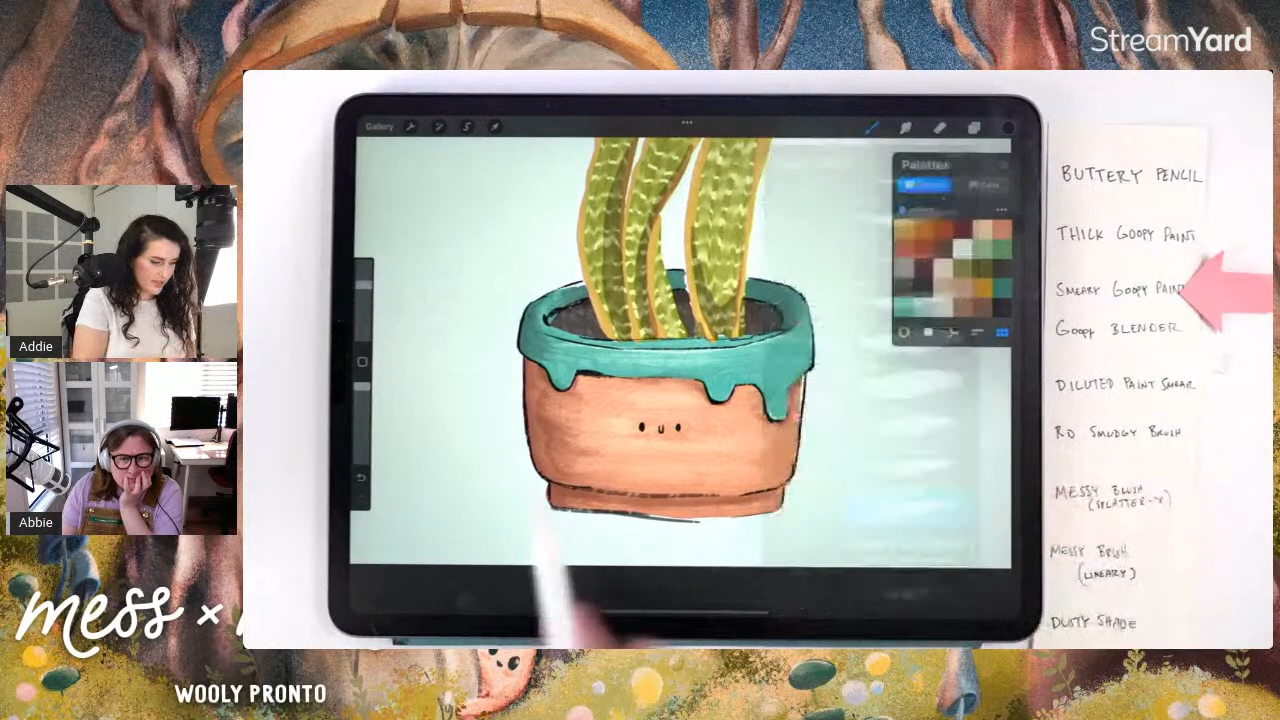 StreamYard
Gallery
Palettes
BUTTERY PENCIL
THICK GOOPY PAINT
SMEARY GOOPY PAINT
GOOPY BLENDER
DILUTED PAINT SMEAR
RO SMUDGY BRUSH
MESSY BRUSH
(SPLATTER-Y)
MESSY BRUSH
(LINEARY)
DUSTY SHADE
Addie
Abbie
mess ×
WOOLY PRONTO